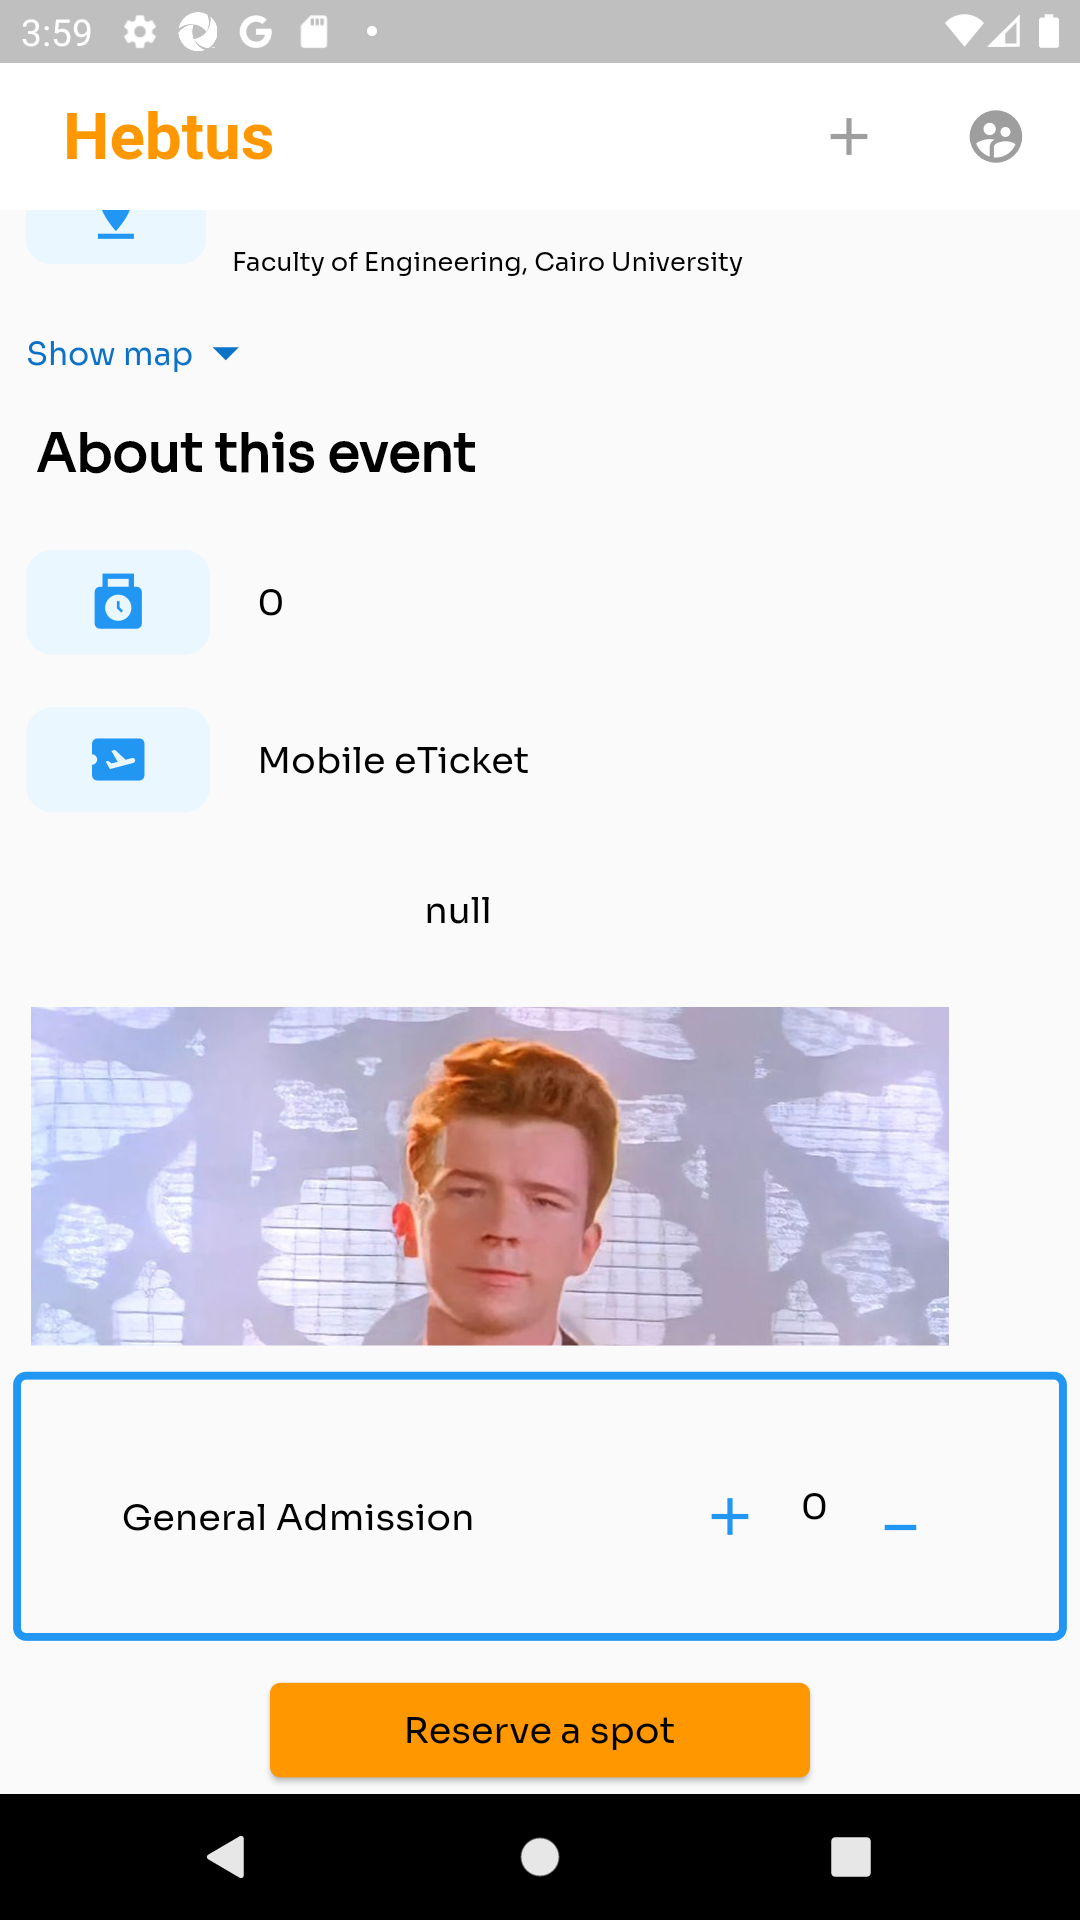 3:59
Hebtus
Faculty of Engineering, Cairo University
Show map
About this event
0
Mobile eTicket
null
General Admission
0
Reserve a spot